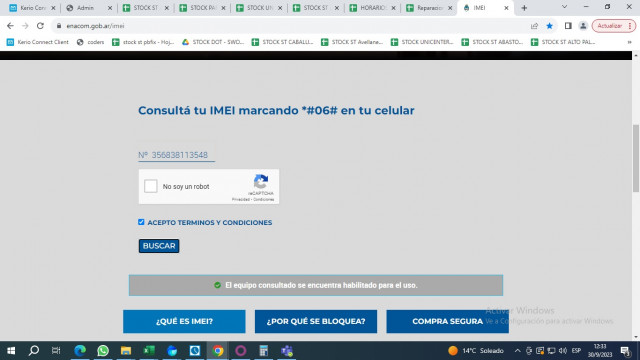 Kerio Conne
Admin
STOCK ST
STOCK PA
STOCK UN
STOCK ST
HORARIO
Reparacion
IMEI
enacom.gob.ar/imei
Actualizar
Kerio Connect Client
coders
stock st pbfix - Hoj...
STOCK DOT - SWO...
STOCK ST CABALLI...
STOCK ST Avellane...
STOCK UNICENTER...
STOCK ST ABASTO...
STOCK ST ALTO PAL...
Consultá tu IMEI marcando *#06# en tu celular
Nº 356838113548
No soy un robot
reCAPTCHA
Privacidad - Condiciones
ACEPTO TERMINOS Y CONDICIONES
BUSCAR
El equipo consultado se encuentra habilitado para el uso.
¿QUÉ ES IMEI?
¿POR QUÉ SE BLOQUEA?
COMPRA SEGURA
Activar Windows
Ve a Configuración para activar Windows.
14°C Soleado
ESP
12:33
30/9/2023